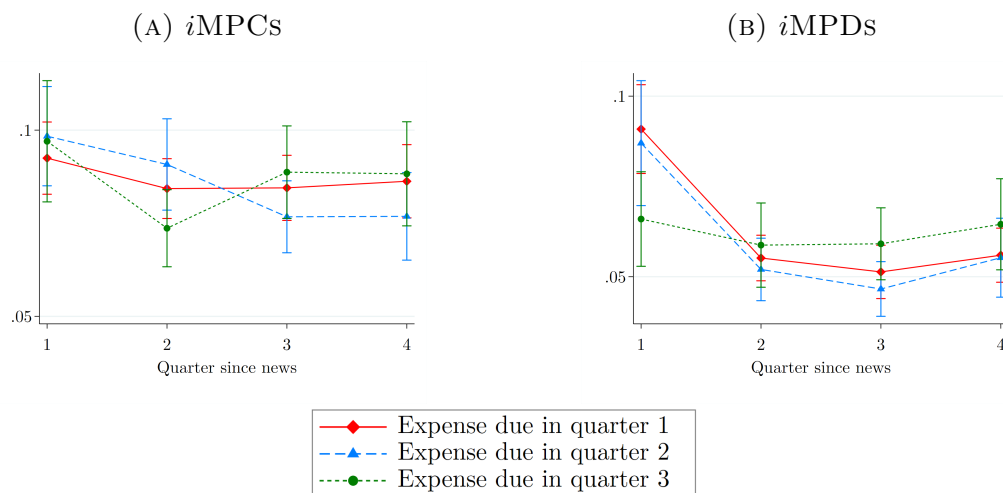 (A) iMPCs
(B) iMPDs
.1
.05
1 2 3 4
Quarter since news
.1
.05
1 2 3 4
Quarter since news
Expense due in quarter 1
Expense due in quarter 2
Expense due in quarter 3